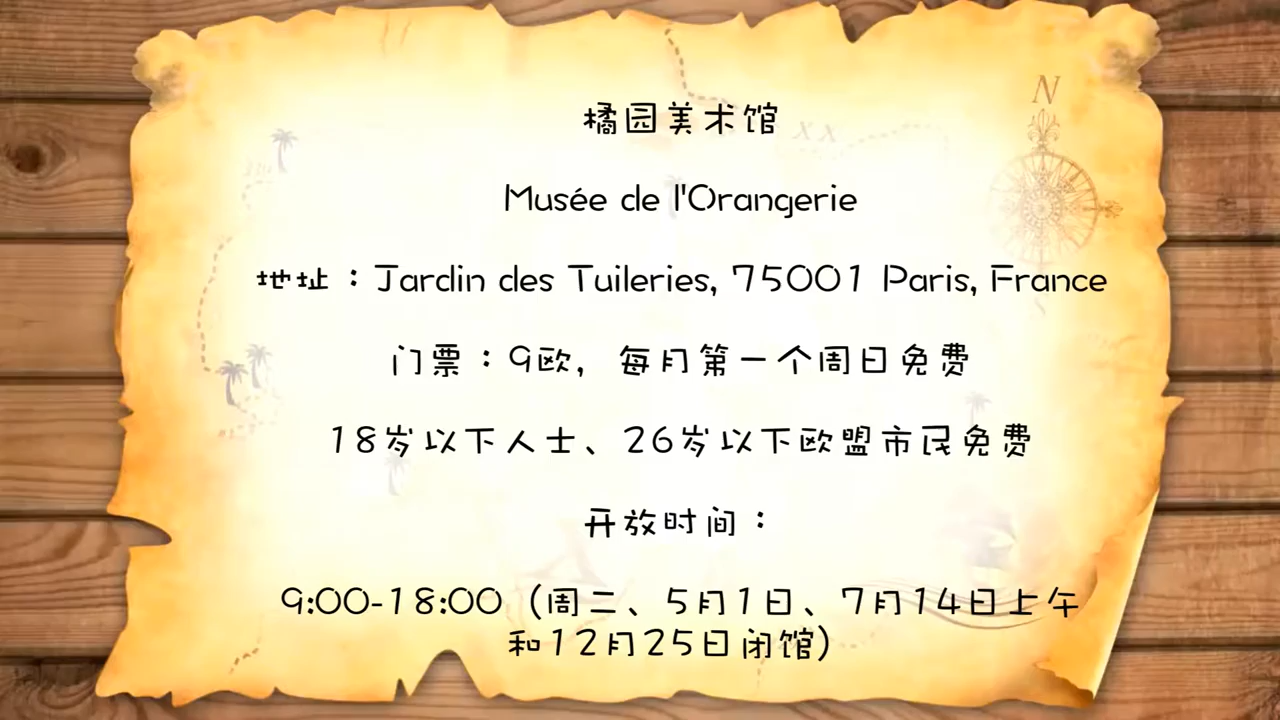 橘园美术馆
Musée de l'Orangerie
地址：Jardin des Tuileries, 75001 Paris, France
门票：9欧，每月第一个周日免费
18岁以下人士、26岁以下欧盟市民免费
开放时间：
9:00-18:00（周二、5月1日、7月14日上午
和12月25日闭馆）
N
XX
S